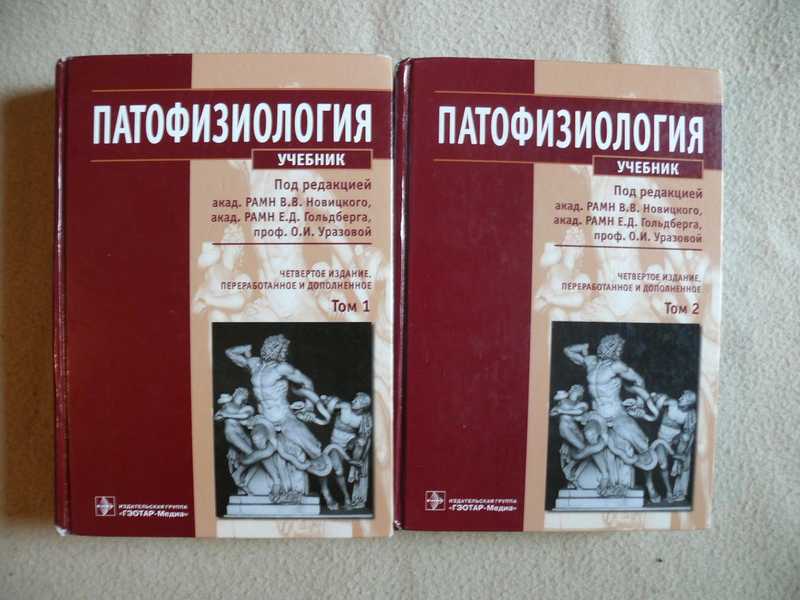 ПАТОФИЗИОЛОГИЯ
УЧЕБНИК
Под редакцией
акад. РАМН В.В. Новицкого,
акад. РАМН Е.Д. Гольдберга,
проф. О.И. Уразовой
ЧЕТВЕРТОЕ ИЗДАНИЕ,
ПЕРЕРАБОТАННОЕ И ДОПОЛНЕННОЕ
Том 1
ИЗДАТЕЛЬСКАЯ ГРУППА
«ГЭОТАР-Медиа»
ПАТОФИЗИОЛОГИЯ
УЧЕБНИК
Под редакцией
акад. РАМН В.В. Новицкого,
акад. РАМН Е.Д. Гольдберга,
проф. О.И. Уразовой
ЧЕТВЕРТОЕ ИЗДАНИЕ,
ПЕРЕРАБОТАННОЕ И ДОПОЛНЕННОЕ
Том 2
ИЗДАТЕЛЬСКАЯ ГРУППА
«ГЭОТАР-Медиа»